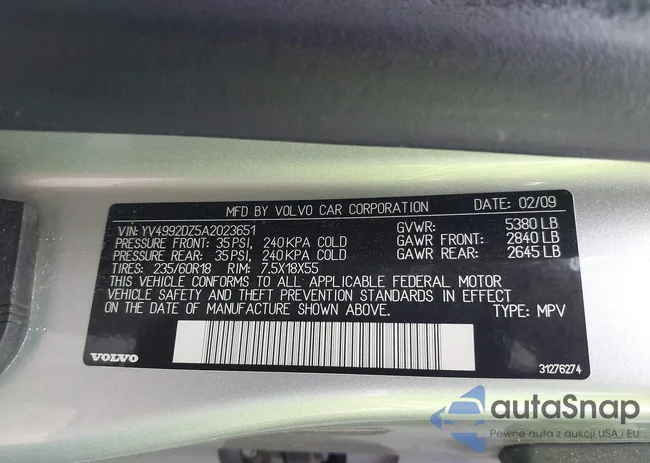 MFD BY VOLVO CAR CORPORATION DATE: 02/09
VIN: YV4992DZ5A2023651 GVWR: 5380 LB
PRESSURE FRONT: 35 PSI, 240 KPA COLD GAWR FRONT: 2840 LB
PRESSURE REAR: 35 PSI, 240 KPA COLD GAWR REAR: 2645 LB
TIRES: 235/60R18 RIM: 7.5X18X55
THIS VEHICLE CONFORMS TO ALL APPLICABLE FEDERAL MOTOR
VEHICLE SAFETY AND THEFT PREVENTION STANDARDS IN EFFECT
ON THE DATE OF MANUFACTURE SHOWN ABOVE. TYPE: MPV
VOLVO 31276274
autoSnap
Pewne auta z aukcji USA i EU